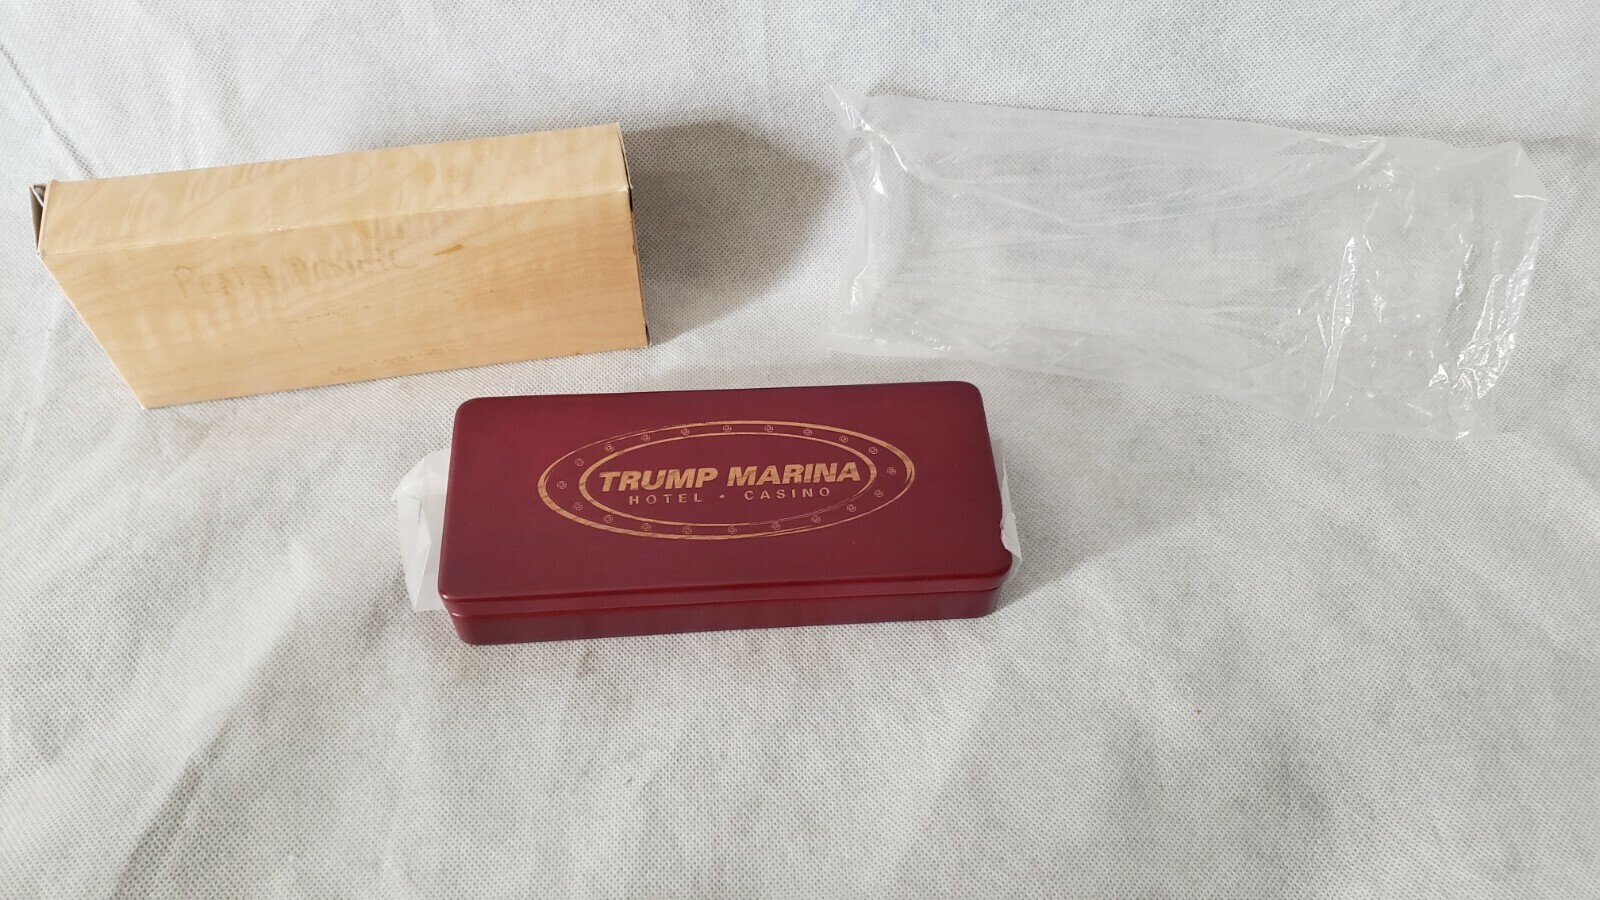 TRUMP MARINA
HOTEL • CASINO